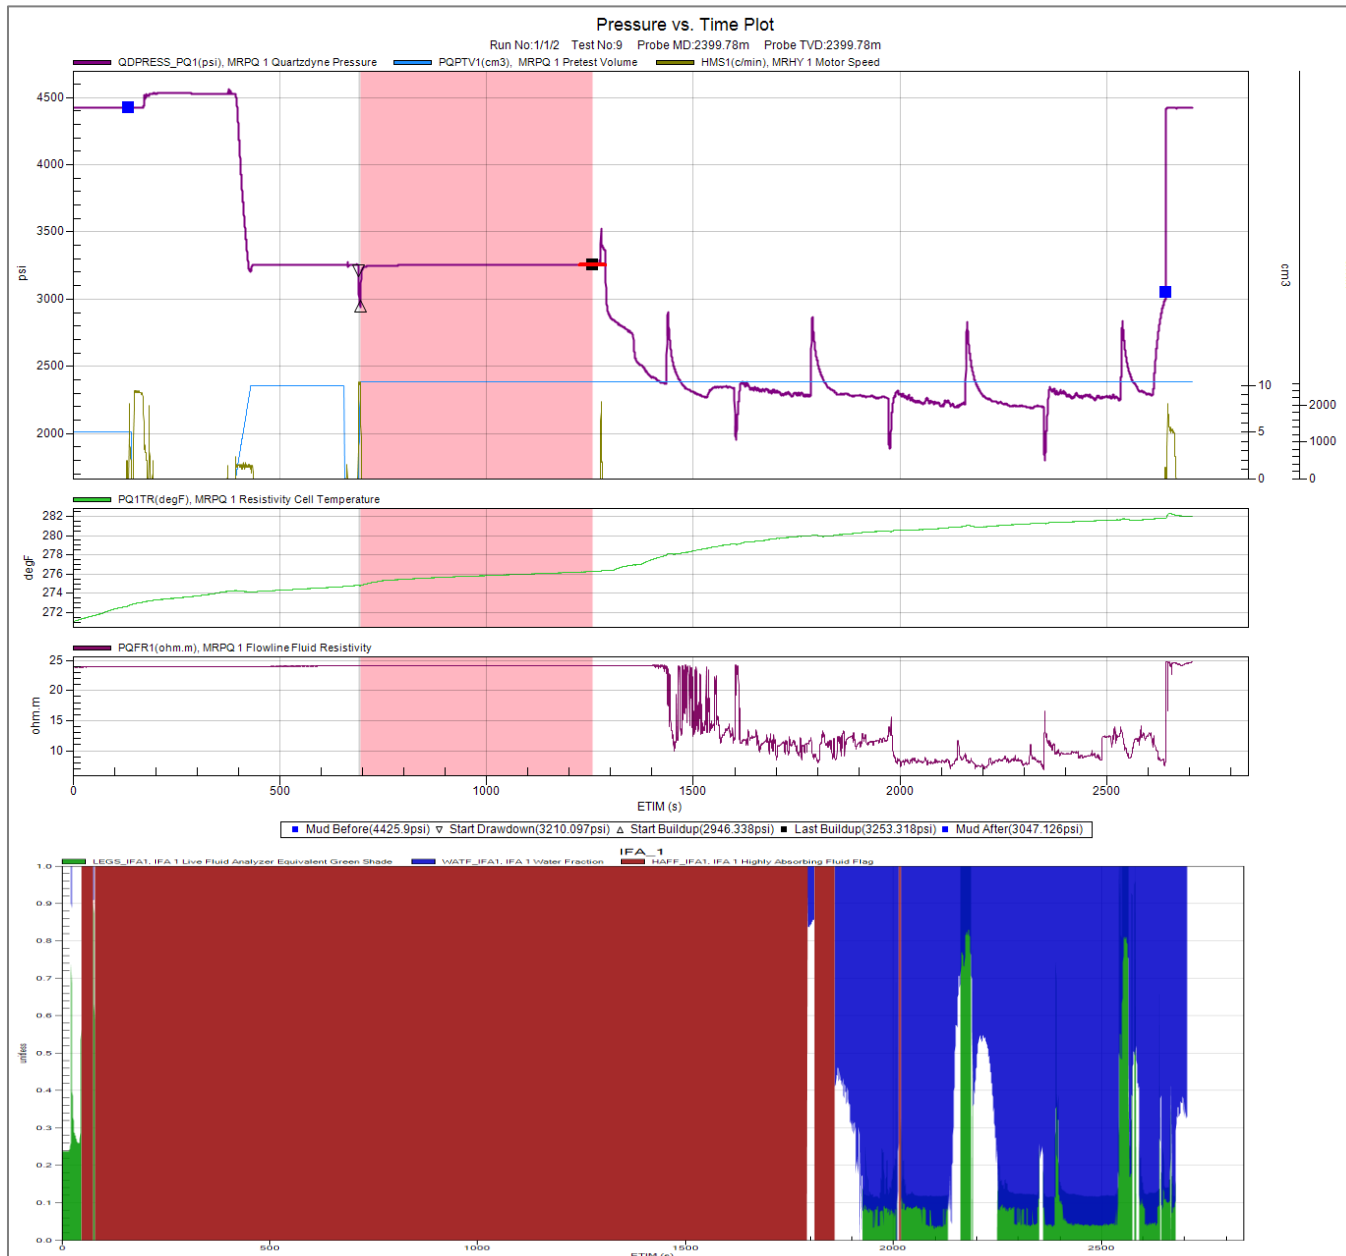 Pressure vs. Time Plot
Run No:1/1/2 Test No:9 Probe MD:2399.78m Probe TVD:2399.78m
QDPRESS_PQ1(psi), MRPQ 1 Quartzdyne Pressure PQPTV1(cm3), MRPQ 1 Pretest Volume HMS1(c/min), MRHY 1 Motor Speed
4500
4000
3500
3000
2500
2000
psi
10
5
0
cm3
2000
1000
0
PQ1TR(degF), MRPQ 1 Resistivity Cell Temperature
282
280
278
276
274
272
degF
PQFR1(ohm.m), MRPQ 1 Flowline Fluid Resistivity
25
20
15
10
ohm.m
0 500 1000 1500 2000 2500
ETIM (s)
Mud Before(4425.9psi) Start Drawdown(3210.097psi) Start Buildup(2946.338psi) Last Buildup(3253.318psi) Mud After(3047.126psi)
IFA_1
LEGS_IFA1, IFA 1 Live Fluid Analyzer Equivalent Green Shade WATF_IFA1, IFA 1 Water Fraction HAFF_IFA1, IFA 1 Highly Absorbing Fluid Flag
1.0
0.9
0.8
0.7
0.6
0.5
0.4
0.3
0.2
0.1
0.0
unitless
0 500 1000 1500 2000 2500
ETIM (s)